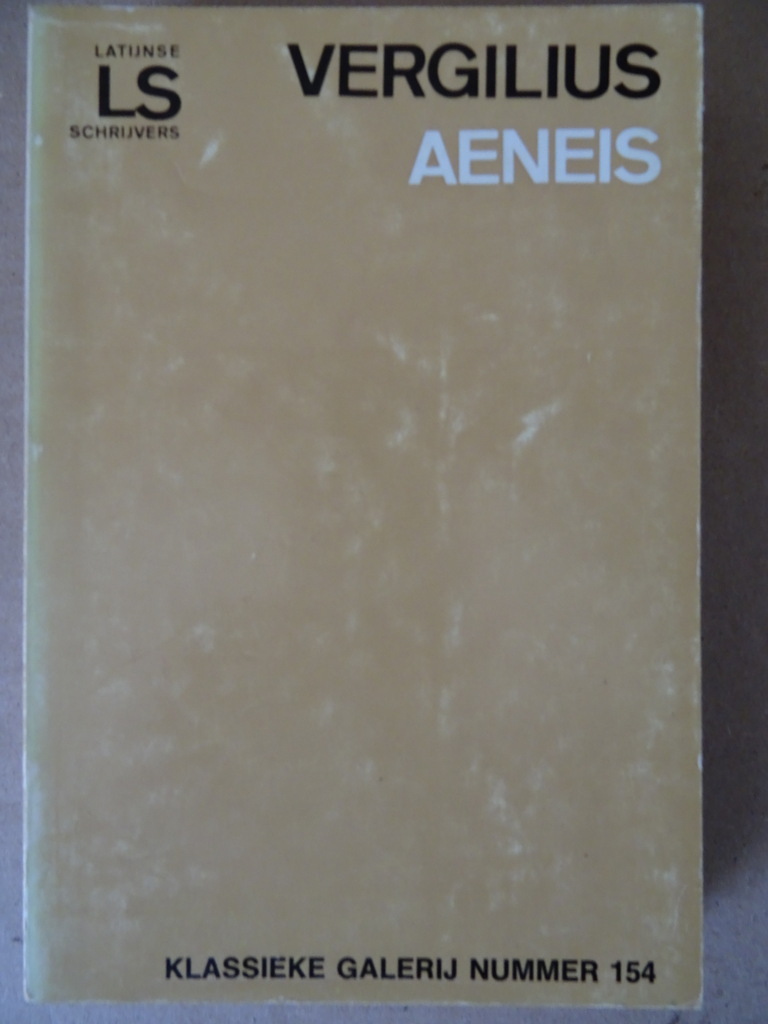 LATIJNSE
LS
SCHRIJVERS
VERGILIUS
AENEIS
KLASSIEKE GALERIJ NUMMER 154